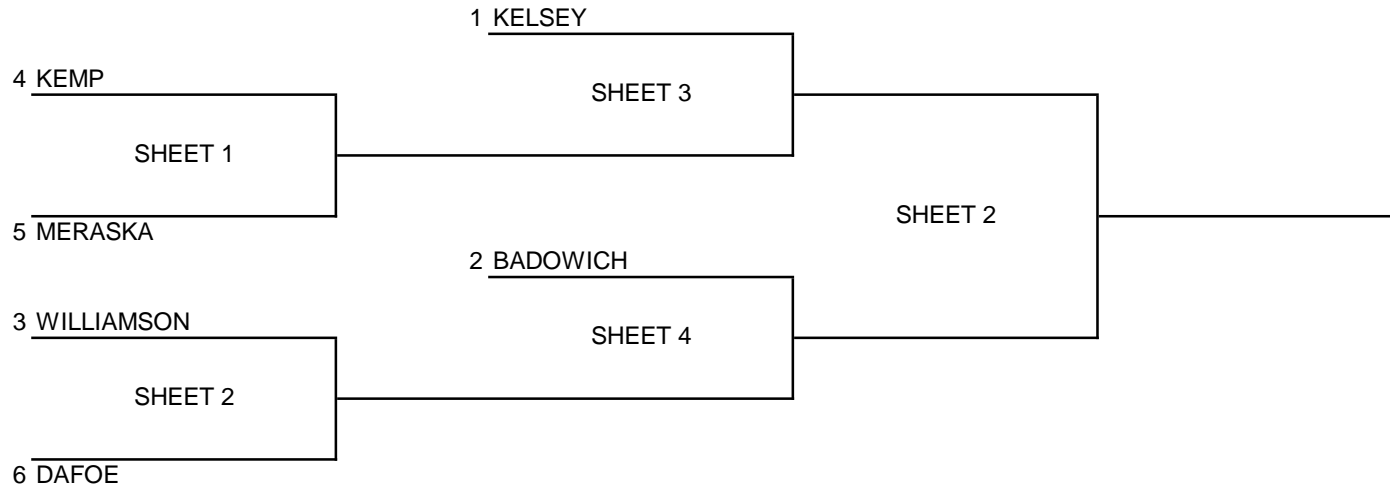 1 KELSEY
4 KEMP
SHEET 3
SHEET 1
SHEET 2
5 MERASKA
2 BADOWICH
3 WILLIAMSON
SHEET 4
SHEET 2
6 DAFOE